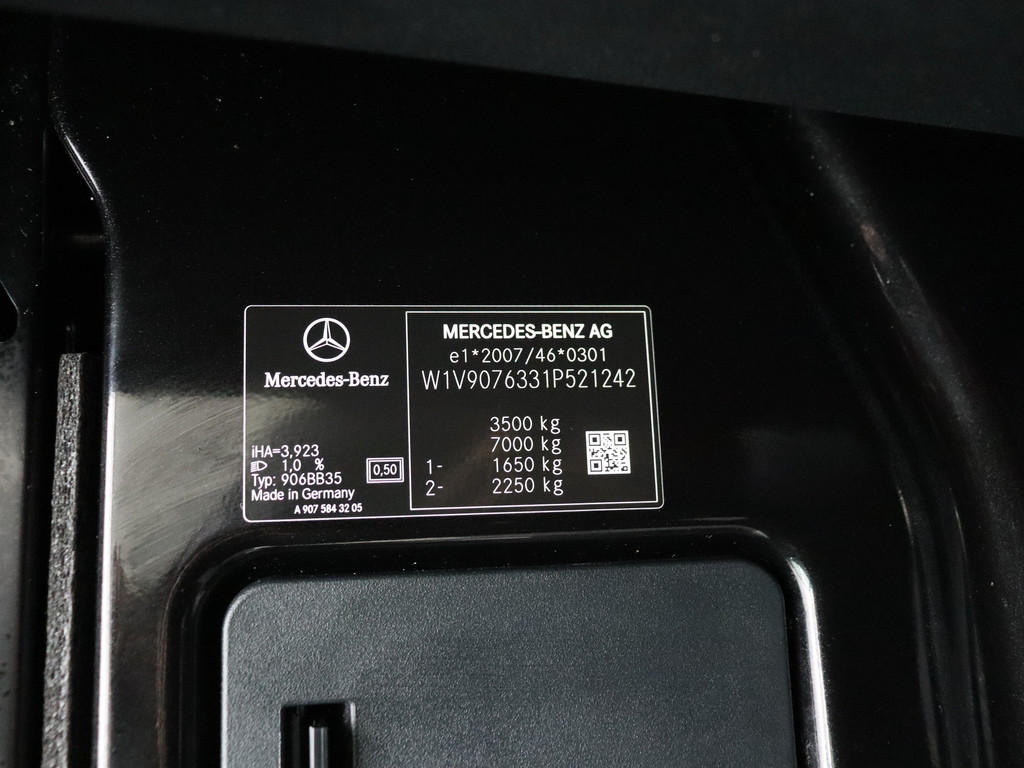 Mercedes-Benz
iHA=3,923
1,0 %
Typ: 906BB35
Made in Germany
A 907 584 32 05
0,50
MERCEDES-BENZ AG
e1*2007/46*0301
W1V9076331P521242
3500 kg
7000 kg
1- 1650 kg
2- 2250 kg